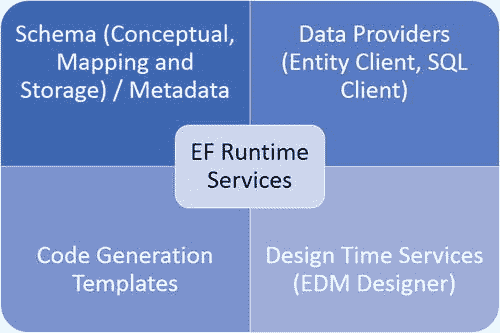 Schema (Conceptual,
Mapping and
Storage) / Metadata
Data Providers
(Entity Client, SQL
Client)
EF Runtime
Services
Code Generation
Templates
Design Time Services
(EDM Designer)